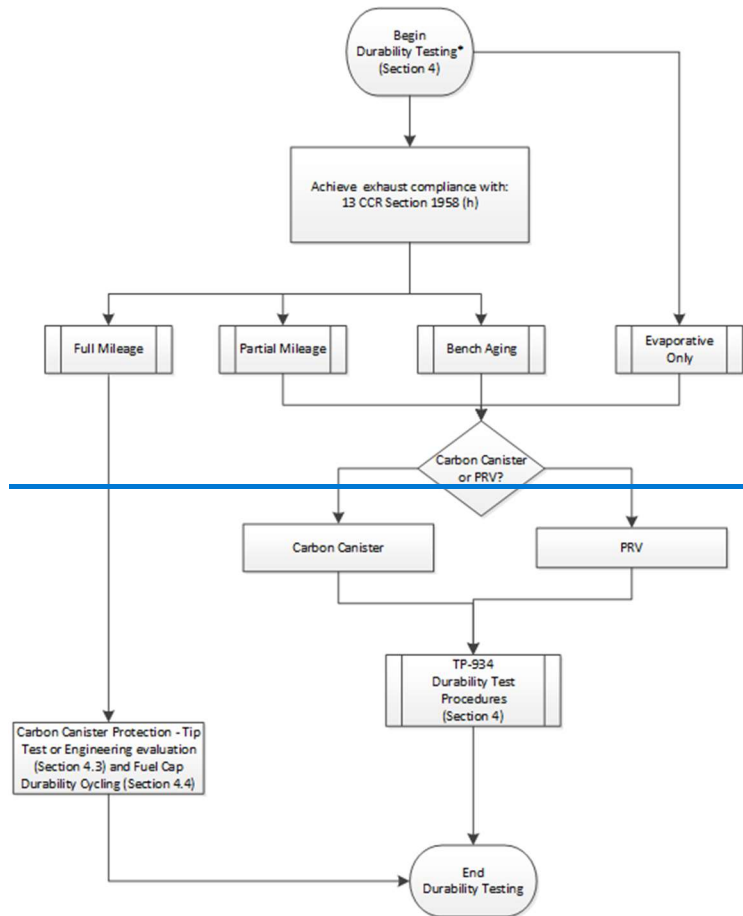 Begin
Durability Testing*
(Section 4)
Achieve exhaust compliance with:
13 CCR Section 1958 (h)
Full Mileage
Partial Mileage
Bench Aging
Evaporative
Only
Carbon Canister
or PRV?
Carbon Canister
PRV
TP-934
Durability Test
Procedures
(Section 4)
Carbon Canister Protection - Tip
Test or Engineering evaluation
(Section 4.3) and Fuel Cap
Durability Cycling (Section 4.4)
End
Durability Testing